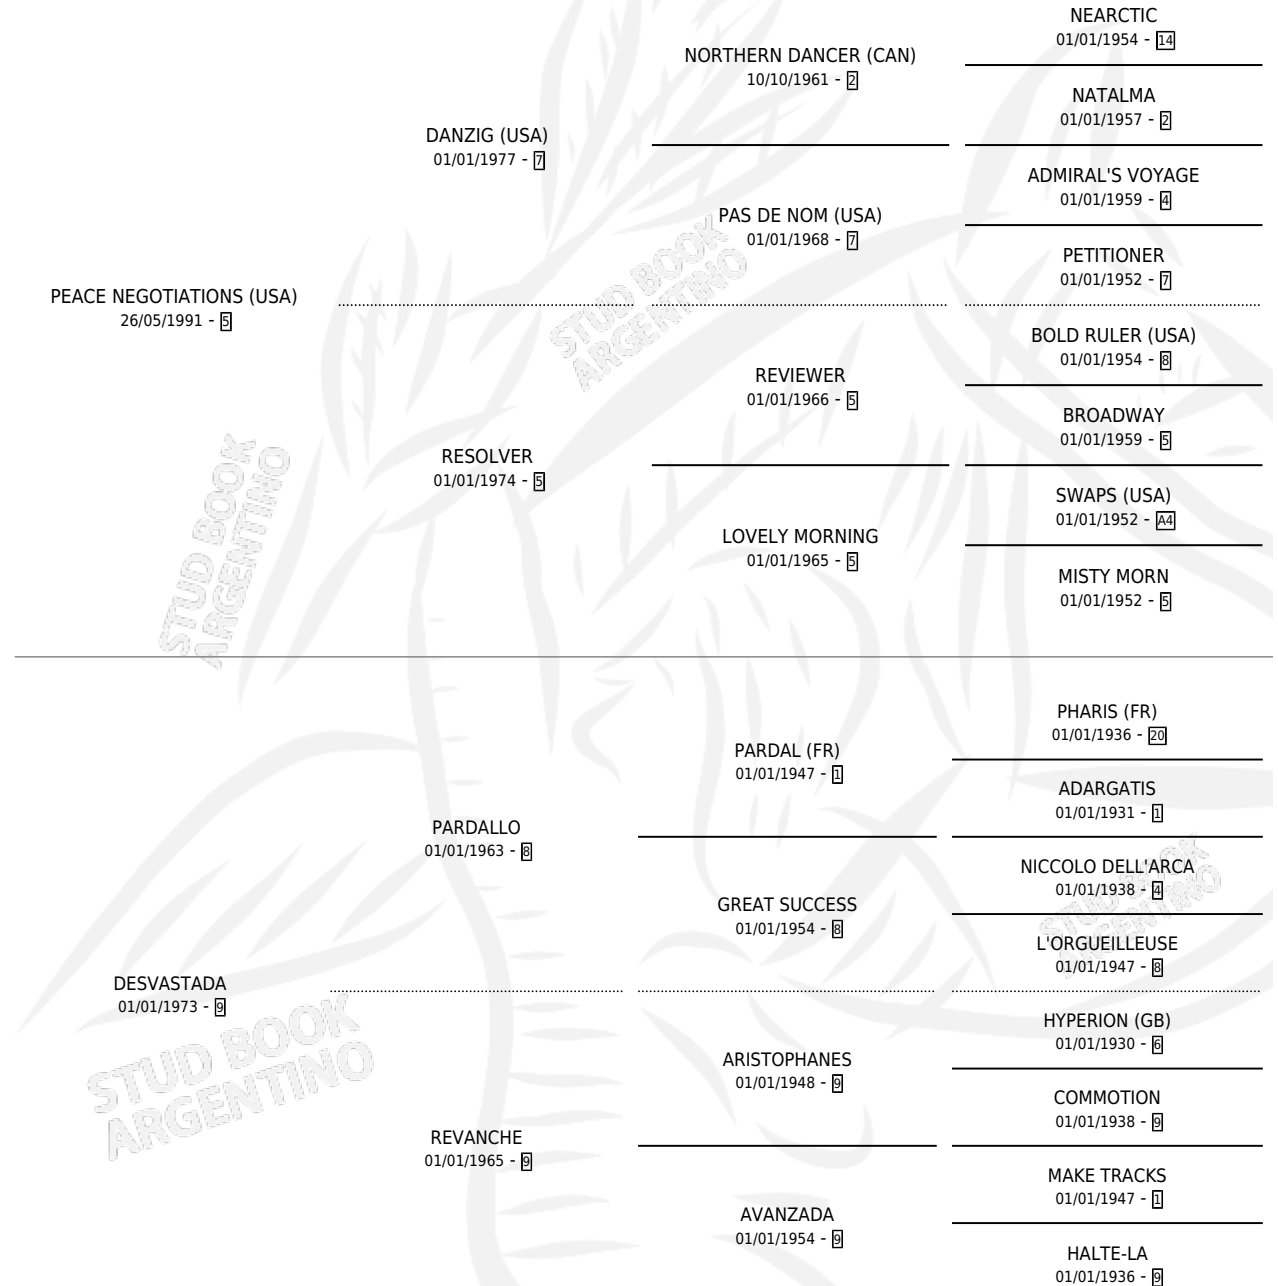 NEARCTIC
01/01/1954 - 14
NORTHERN DANCER (CAN)
10/10/1961 - 2
NATALMA
01/01/1957 - 2
DANZIG (USA)
01/01/1977 - 7
ADMIRAL'S VOYAGE
01/01/1959 - 4
PAS DE NOM (USA)
01/01/1968 - 7
PETITIONER
01/01/1952 - 7
PEACE NEGOTIATIONS (USA)
26/05/1991 - 5
BOLD RULER (USA)
01/01/1954 - 8
REVIEWER
01/01/1966 - 5
BROADWAY
01/01/1959 - 5
RESOLVER
01/01/1974 - 5
SWAPS (USA)
01/01/1952 - A4
LOVELY MORNING
01/01/1965 - 5
MISTY MORN
01/01/1952 - 5
PHARIS (FR)
01/01/1936 - 20
PARDAL (FR)
01/01/1947 - 1
ADARGATIS
01/01/1931 - 1
PARDALLO
01/01/1963 - 8
NICCOLO DELL'ARCA
01/01/1938 - 4
GREAT SUCCESS
01/01/1954 - 8
L'ORGUEILLEUSE
01/01/1947 - 8
DESVASTADA
01/01/1973 - 9
HYPERION (GB)
01/01/1930 - 6
ARISTOPHANES
01/01/1948 - 9
COMMOTION
01/01/1938 - 9
REVANCHE
01/01/1965 - 9
MAKE TRACKS
01/01/1947 - 1
AVANZADA
01/01/1954 - 9
HALTE-LA
01/01/1936 - 9
STUD BOOK
ARGENTINO
STUD BOOK
ARGENTINO
STUD BOOK
ARGENTINO
STUD BOOK
ARGENTINO